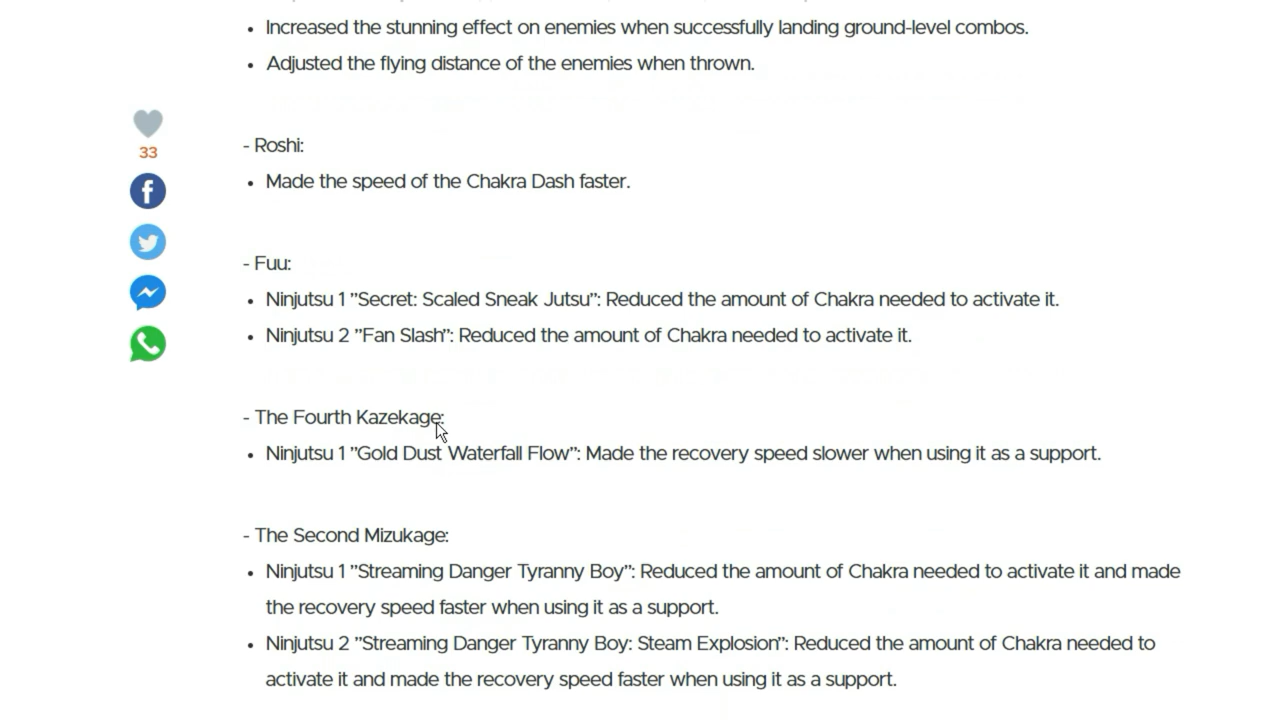 • Increased the stunning effect on enemies when successfully landing ground-level combos.
• Adjusted the flying distance of the enemies when thrown.
33
- Roshi:
• Made the speed of the Chakra Dash faster.
- Fuu:
• Ninjutsu 1 ”Secret: Scaled Sneak Jutsu”: Reduced the amount of Chakra needed to activate it.
• Ninjutsu 2 ”Fan Slash”: Reduced the amount of Chakra needed to activate it.
- The Fourth Kazekage:
• Ninjutsu 1 ”Gold Dust Waterfall Flow”: Made the recovery speed slower when using it as a support.
- The Second Mizukage:
• Ninjutsu 1 ”Streaming Danger Tyranny Boy”: Reduced the amount of Chakra needed to activate it and made
the recovery speed faster when using it as a support.
• Ninjutsu 2 ”Streaming Danger Tyranny Boy: Steam Explosion”: Reduced the amount of Chakra needed to
activate it and made the recovery speed faster when using it as a support.